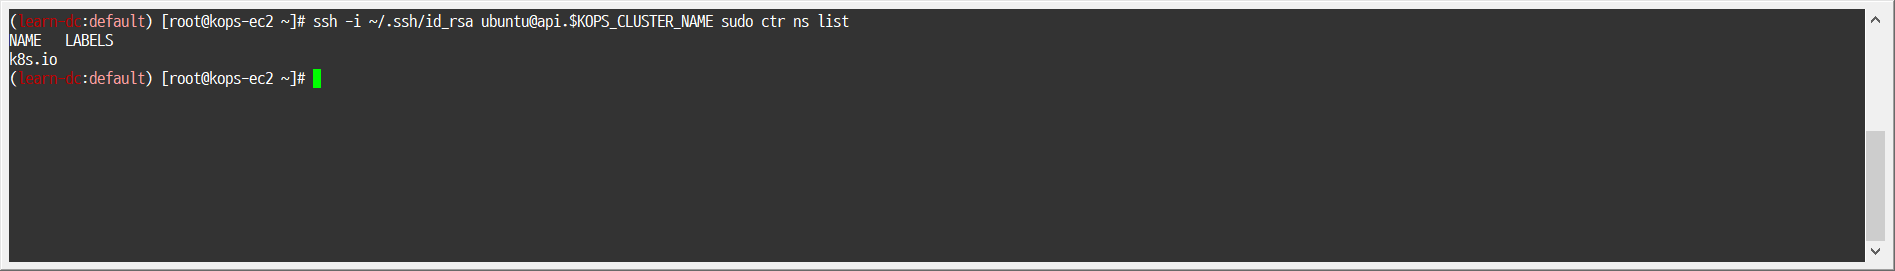 (learn-dc:default) [root@kops-ec2 ~]# ssh -i ~/.ssh/id_rsa ubuntu@api.$KOPS_CLUSTER_NAME sudo ctr ns list
NAME   LABELS
k8s.io
(learn-dc:default) [root@kops-ec2 ~]#